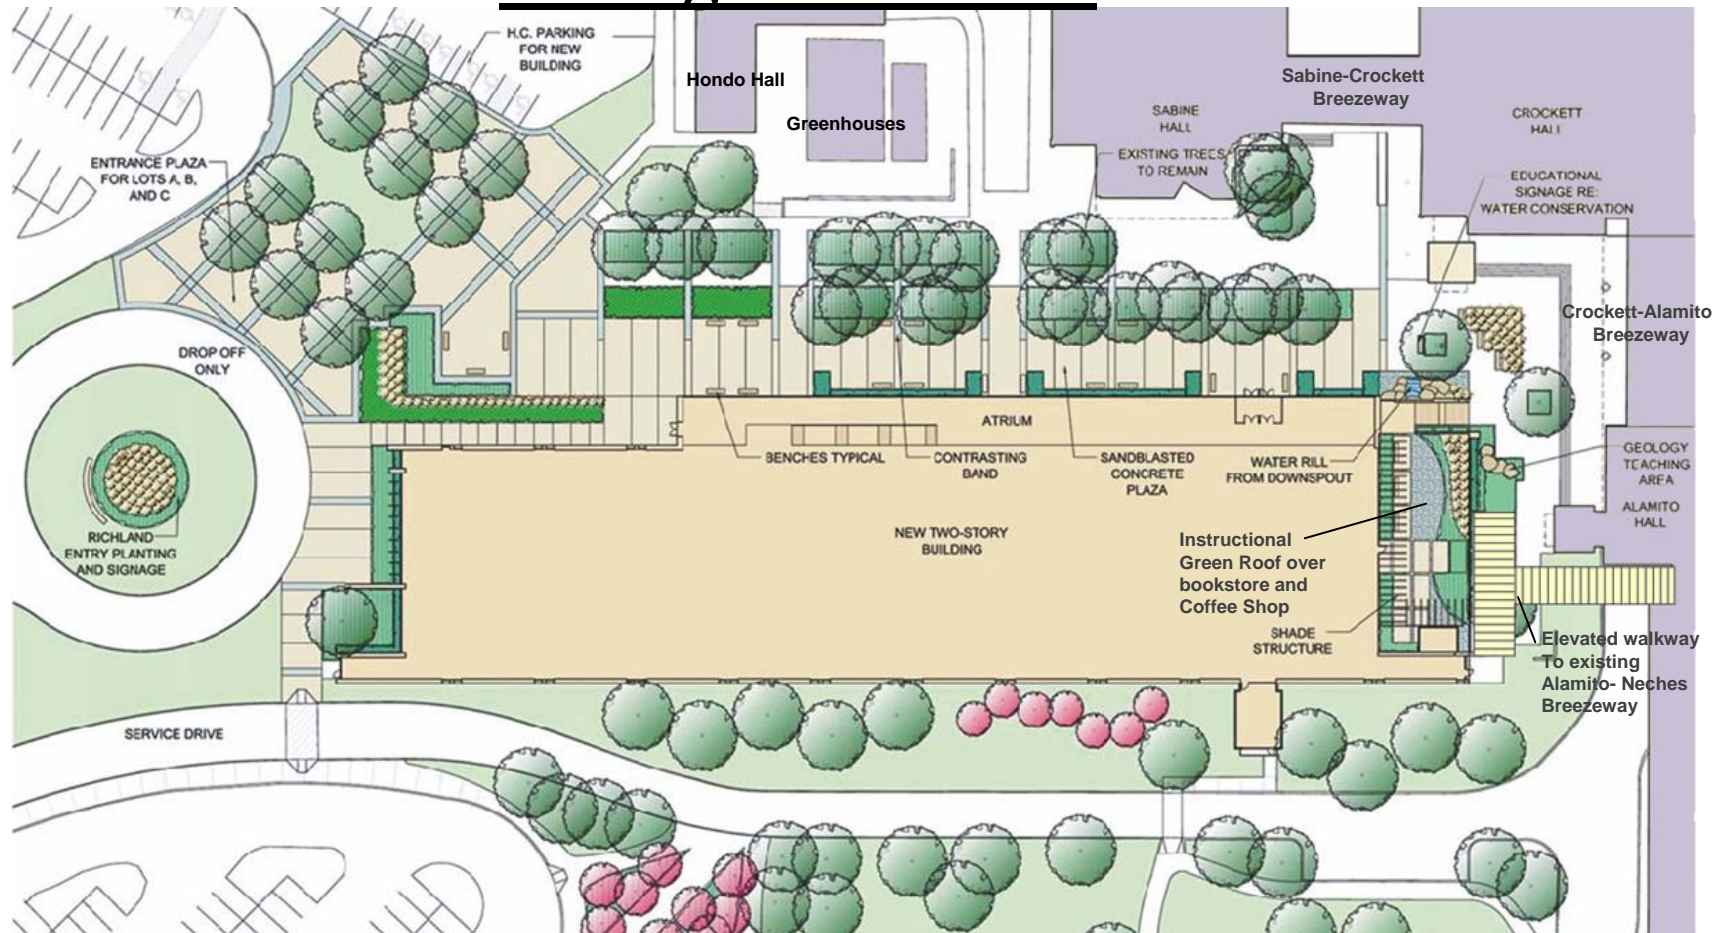 H.C. PARKING
FOR NEW
BUILDING
Hondo Hall
Greenhouses
Sabine-Crockett
Breezeway
SABINE
HALL
CROCKETT
HALL
EXISTING TREES
TO REMAIN
ENTRANCE PLAZA
FOR LOTS A, B,
AND C
EDUCATIONAL
SIGNAGE RE:
WATER CONSERVATION
Crockett-Alamito
Breezeway
DROP OFF
ONLY
ATRIUM
BENCHES TYPICAL
CONTRASTING
BAND
SANDBLASTED
CONCRETE
PLAZA
WATER RILL
FROM DOWNSPOUT
GEOLOGY
TEACHING
AREA
ALAMITO
HALL
NEW TWO-STORY
BUILDING
RICHLAND
ENTRY PLANTING
AND SIGNAGE
Instructional
Green Roof over
bookstore and
Coffee Shop
SHADE
STRUCTURE
Elevated walkway
To existing
Alamito- Neches
Breezeway
SERVICE DRIVE